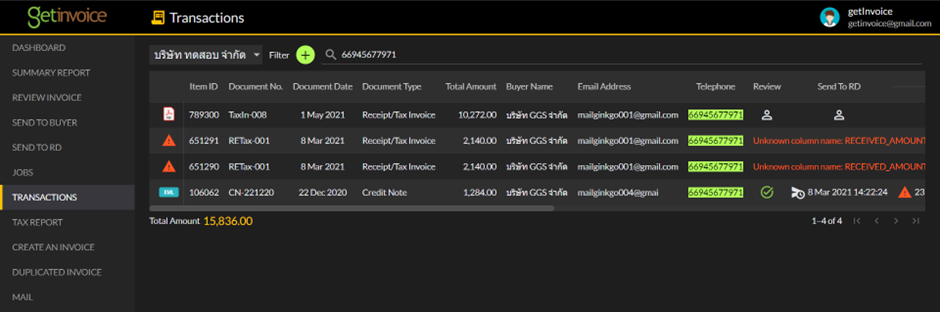 getinvoice
Transactions
getInvoice
getinvoice@gmail.com
DASHBOARD
SUMMARY REPORT
REVIEW INVOICE
SEND TO BUYER
SEND TO RD
JOBS
TRANSACTIONS
TAX REPORT
CREATE AN INVOICE
DUPLICATED INVOICE
MAIL
บริษัท ทดสอบ จำกัด Filter + 66945677971
Item ID Document No. Document Date Document Type Total Amount Buyer Name Email Address Telephone Review Send To RD
789300 TaxIn-008 1 May 2021 Receipt/Tax Invoice 10,272.00 บริษัท GGS จำกัด mailginkgo001@gmail.com 66945677971
651291 RETax-001 8 Mar 2021 Receipt/Tax Invoice 2,140.00 บริษัท GGS จำกัด mailginkgo001@gmail.com 66945677971 Unknown column name: RECEIVED_AMOUNT
651290 RETax-001 8 Mar 2021 Receipt/Tax Invoice 2,140.00 บริษัท GGS จำกัด mailginkgo001@gmail.com 66945677971 Unknown column name: RECEIVED_AMOUNT
XML 106062 CN-221220 22 Dec 2020 Credit Note 1,284.00 บริษัท GGS จำกัด mailginkgo004@gmai 66945677971 8 Mar 2021 14:22:24 23
Total Amount 15,836.00 1–4 of 4